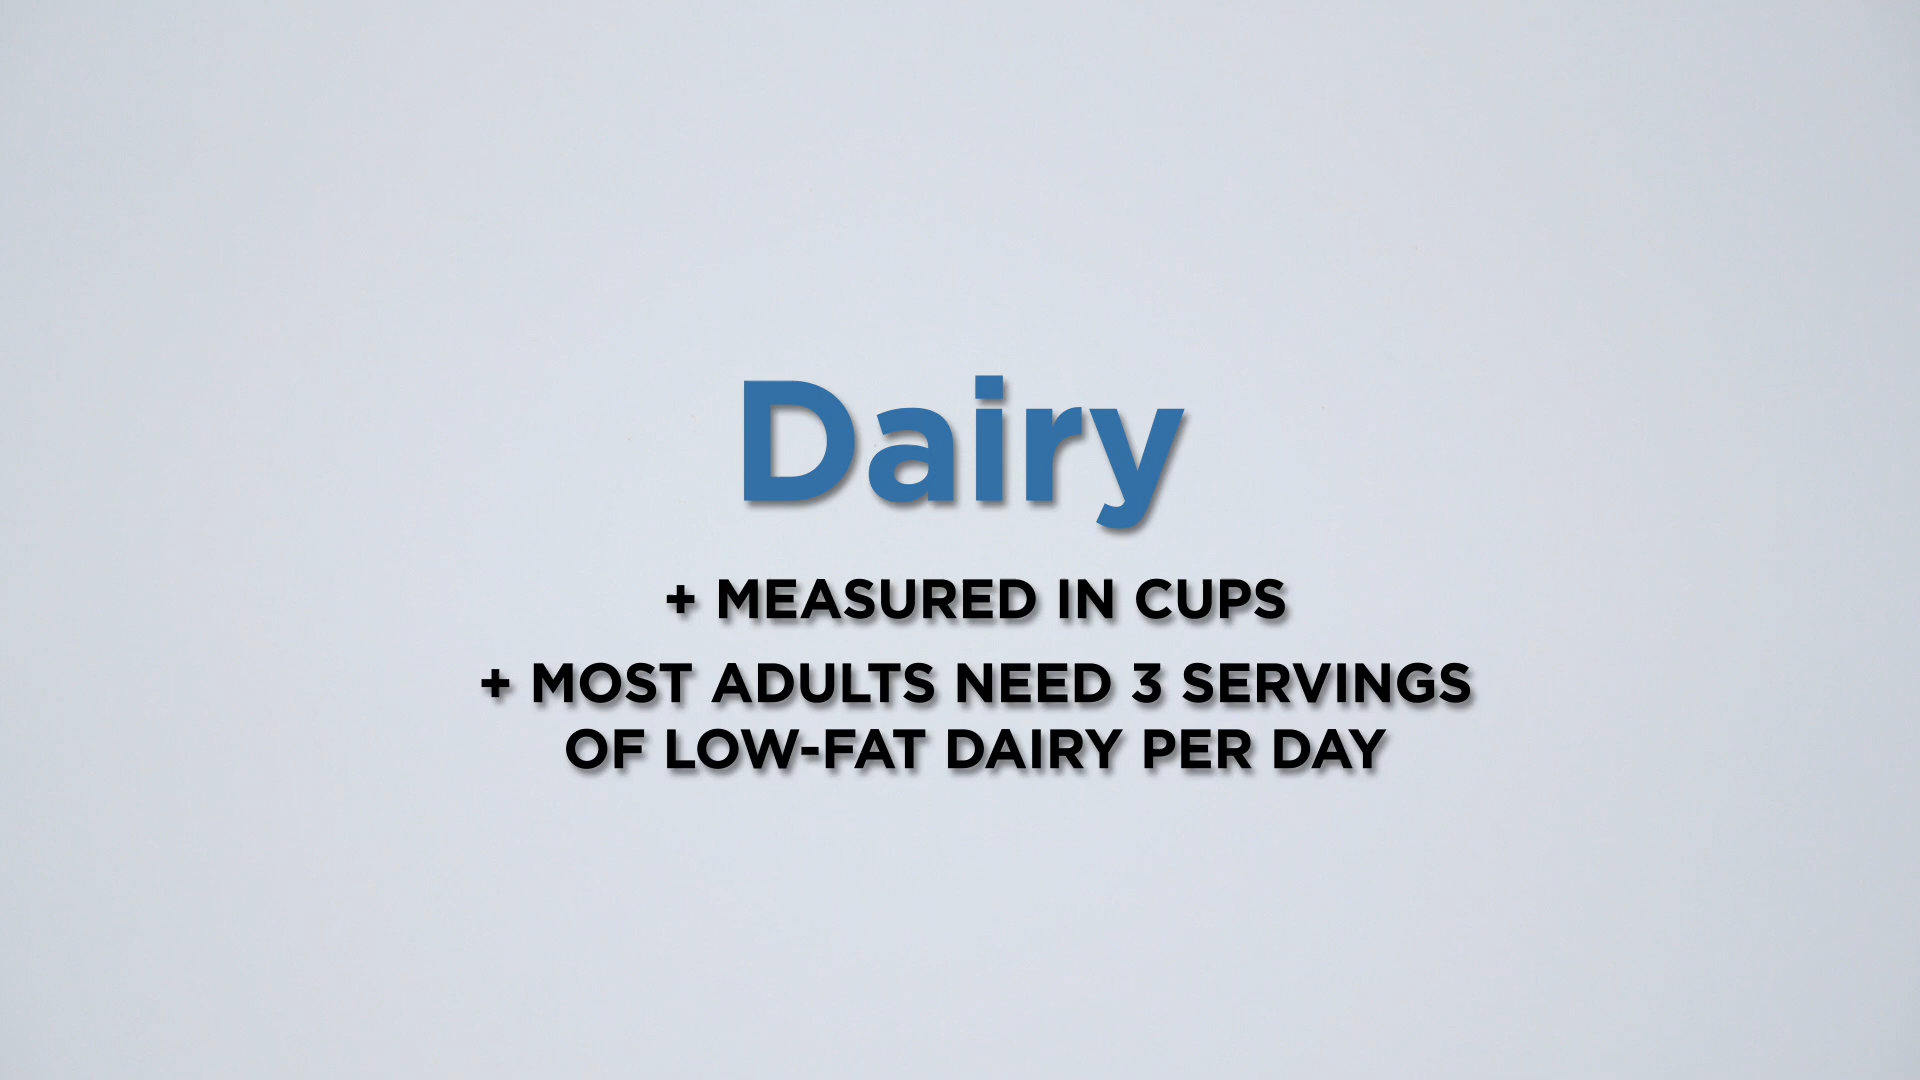 Dairy
+ MEASURED IN CUPS
+ MOST ADULTS NEED 3 SERVINGS
OF LOW-FAT DAIRY PER DAY